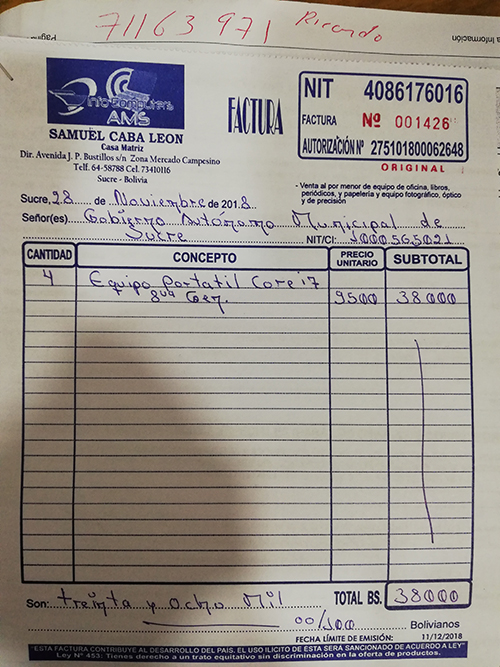 71163971 Ricardo
Página
la Información
Info computers
AMS
SAMUEL CABA LEON
Casa Matriz
Dir. Avenida J. P. Bustillos s/n Zona Mercado Campesino
Telf. 64-58788 Cel. 73410116
Sucre - Bolivia
FACTURA
NIT 4086176016
FACTURA Nº 001426
AUTORIZACIÓN Nº 275101800062648
ORIGINAL
- Venta al por menor de equipo de oficina, libros,
periódicos, y papelería y equipo fotográfico, óptico
y de precisión
Sucre, 28 de Noviembre de 2018
Señor(es) Gobierno Autónomo Municipal de
Sucre NIT/CI: 1000565021
CANTIDAD CONCEPTO PRECIO UNITARIO SUBTOTAL
4 Equipo Portatil Core i7
8va Gen. 9500 38000
Son: treinta y Ocho Mil TOTAL BS. 38000
00/100 Bolivianos
FECHA LÍMITE DE EMISIÓN: 11/12/2018
"ESTA FACTURA CONTRIBUYE AL DESARROLLO DEL PAÍS. EL USO ILÍCITO DE ÉSTA SERÁ SANCIONADO DE ACUERDO A LEY"
Ley Nº 453: Tienes derecho a un trato equitativo sin discriminación en la oferta de productos.